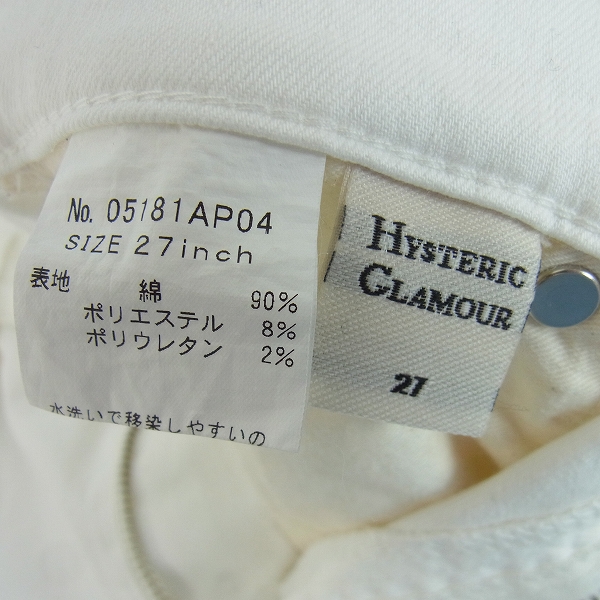 No. 05181AP04
SIZE 27inch
表地 綿 90%
ポリエステル 8%
ポリウレタン 2%
水洗いで移染しやすいの
HYSTERIC
GLAMOUR
27